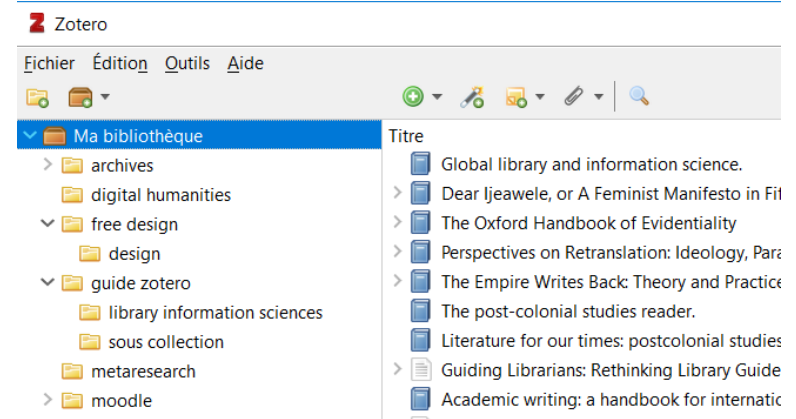 Zotero
Fichier Édition Outils Aide
Ma bibliothèque
archives
digital humanities
free design
design
guide zotero
library information sciences
sous collection
metaresearch
moodle
Titre
Global library and information science.
Dear Ijeawele, or A Feminist Manifesto in
The Oxford Handbook of Evidentiality
Perspectives on Retranslation: Ideology,
The Empire Writes Back: Theory and Practice
The post-colonial studies reader.
Literature for our times: postcolonial studies
Guiding Librarians: Rethinking Library Guide
Academic writing: a handbook for